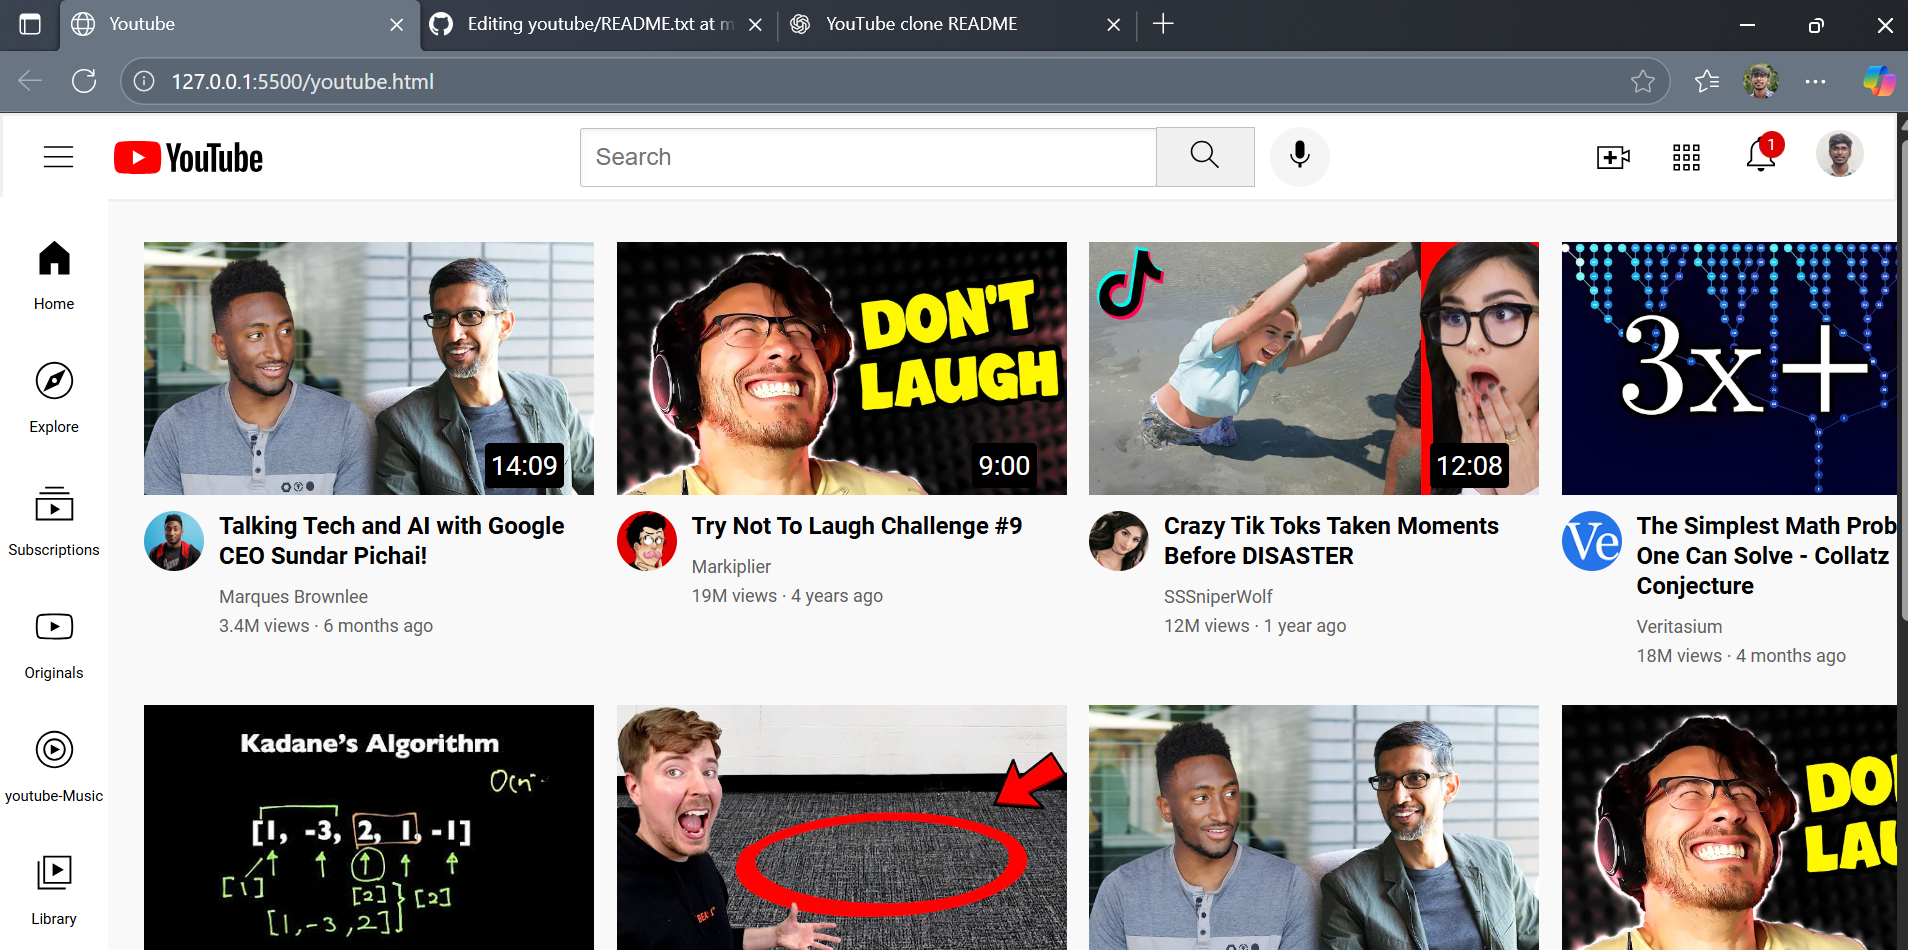 Youtube
Editing youtube/README.txt at m
YouTube clone README
127.0.0.1:5500/youtube.html
YouTube
Search
1
Home
Explore
Subscriptions
Originals
youtube-Music
Library
14:09
Talking Tech and AI with Google
CEO Sundar Pichai!
Marques Brownlee
3.4M views · 6 months ago
DON'T
LAUGH
9:00
Try Not To Laugh Challenge #9
Markiplier
19M views · 4 years ago
12:08
Crazy Tik Toks Taken Moments
Before DISASTER
SSSniperWolf
12M views · 1 year ago
3x+
Ve
The Simplest Math Prob
One Can Solve - Collatz
Conjecture
Veritasium
18M views · 4 months ago
Kadane's Algorithm
[1, -3, 2, 1, -1]
[1]
[2]
[2]
[1,-3,2]
DO
LAU